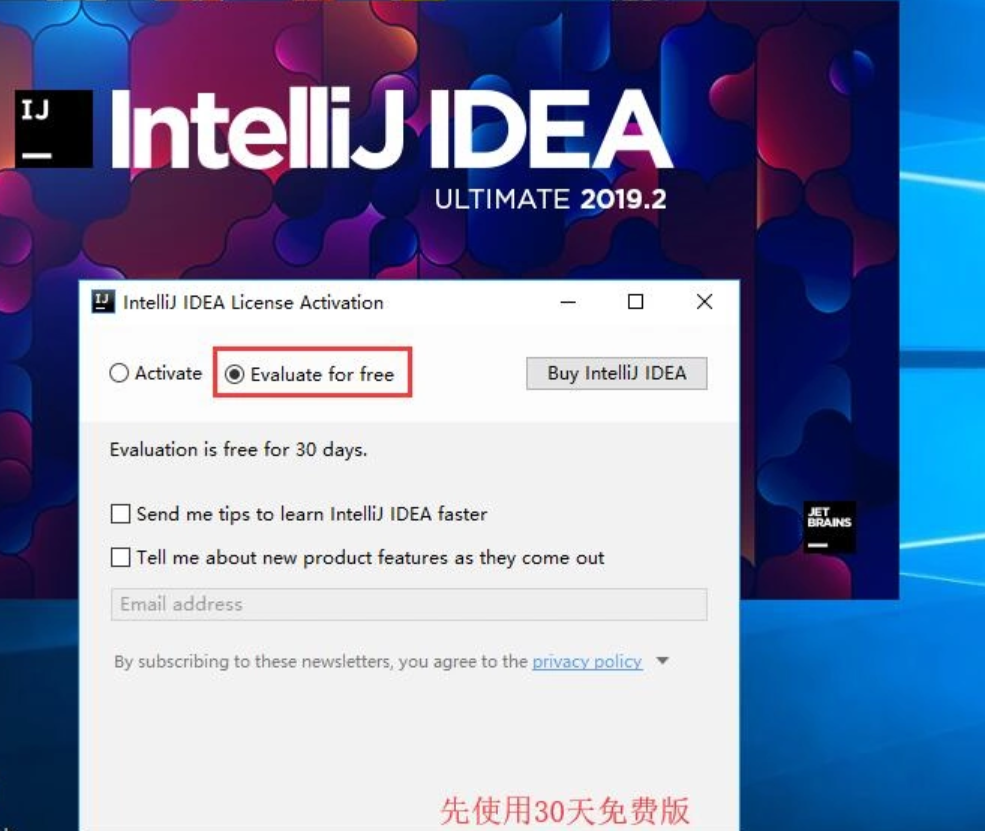 IJ
IntelliJ IDEA
ULTIMATE 2019.2
IJ IntelliJ IDEA License Activation
Activate Evaluate for free Buy IntelliJ IDEA
Evaluation is free for 30 days.
Send me tips to learn IntelliJ IDEA faster
JET
BRAINS
Tell me about new product features as they come out
Email address
By subscribing to these newsletters, you agree to the privacy policy
先使用30天免费版